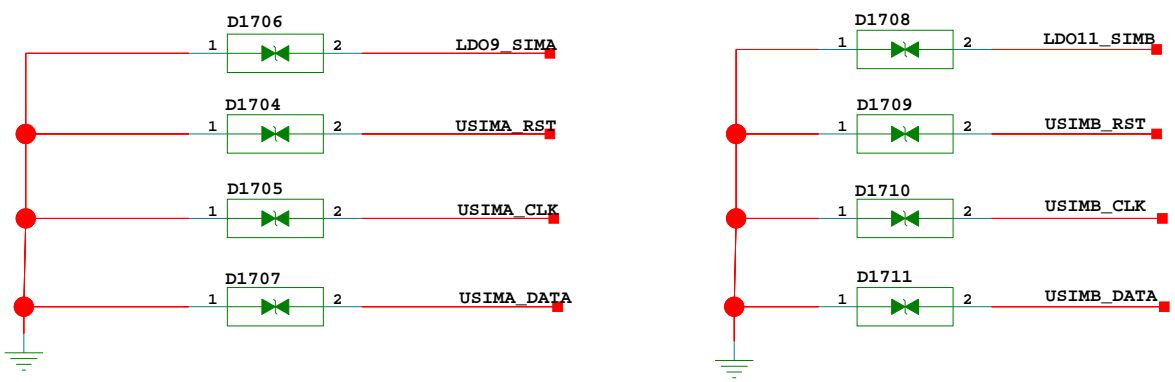 D1706
1 2 LDO9_SIMA
D1704
1 2 USIMA_RST
D1705
1 2 USIMA_CLK
D1707
1 2 USIMA_DATA
D1708
1 2 LDO11_SIMB
D1709
1 2 USIMB_RST
D1710
1 2 USIMB_CLK
D1711
1 2 USIMB_DATA